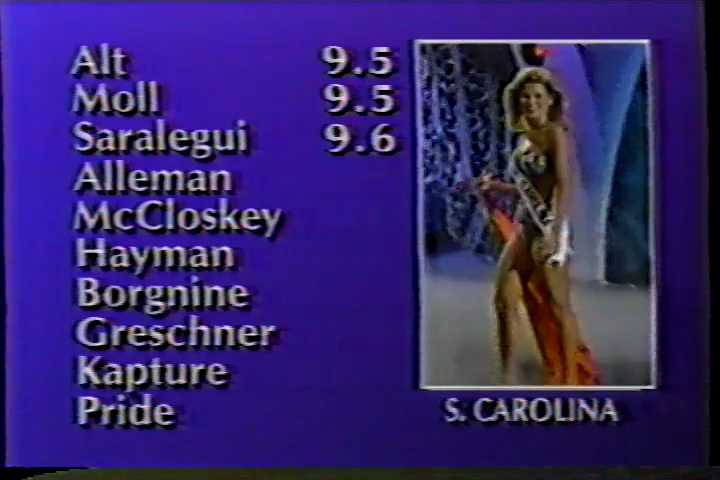 Alt 9.5
Moll 9.5
Saralegui 9.6
Alleman
McCloskey
Hayman
Borgnine
Greschner
Kapture
Pride
S. CAROLINA